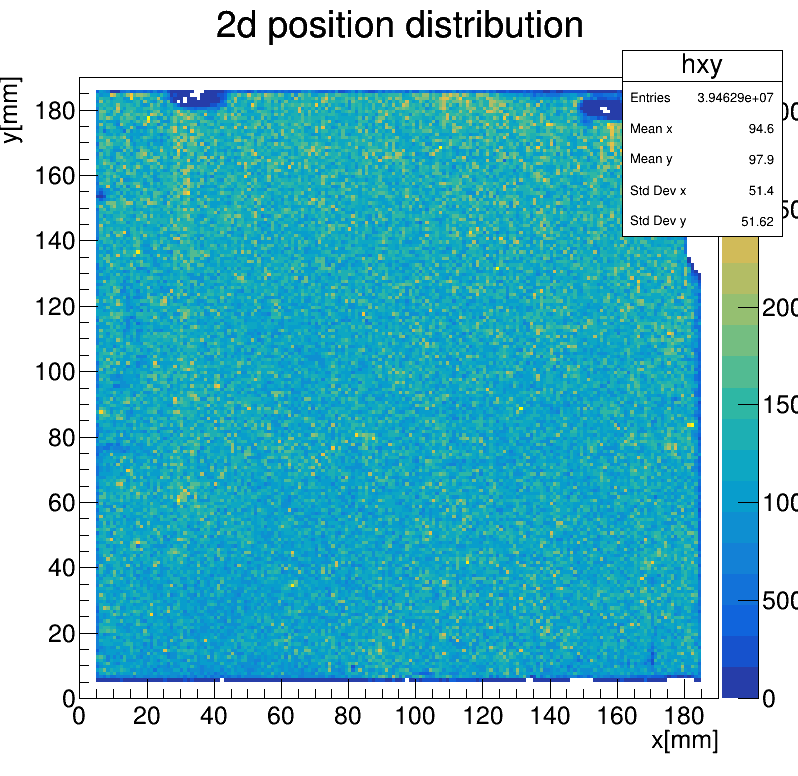 2d position distribution
hxy
Entries 3.94629e+07
Mean x 94.6
Mean y 97.9
Std Dev x 51.4
Std Dev y 51.62
y[mm]
180
160
140
120
100
80
60
40
20
0
0 20 40 60 80 100 120 140 160 180
x[mm]
200
150
100
500
0